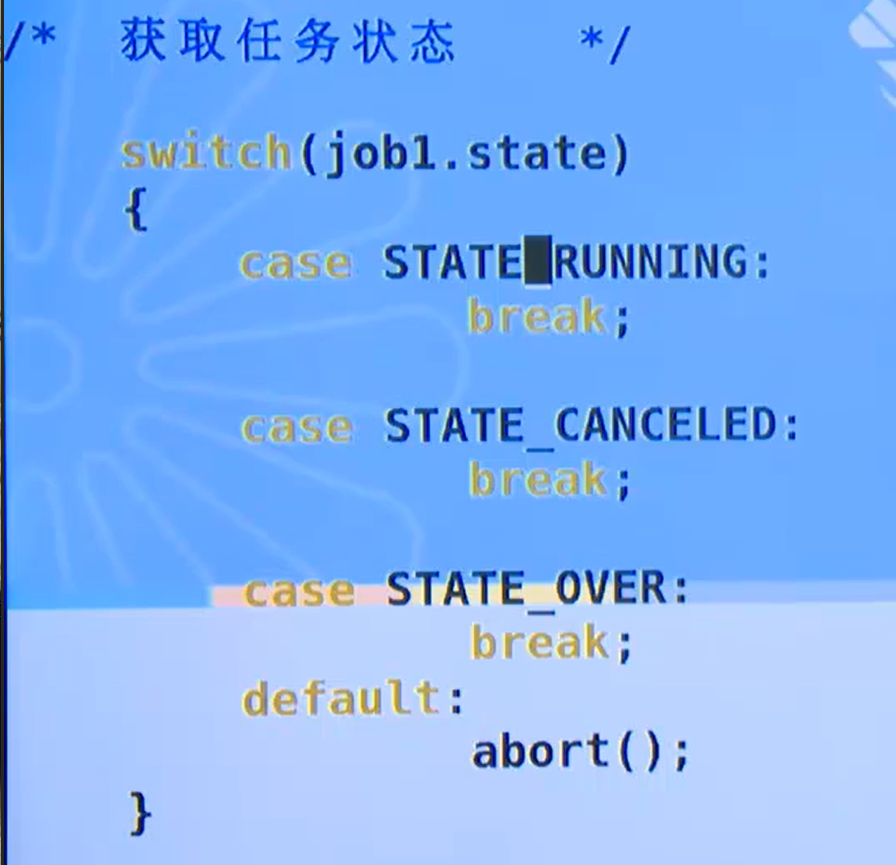 /* 获取任务状态 */
switch(job1.state)
{
case STATE_RUNNING:
break;
case STATE_CANCELED:
break;
case STATE_OVER:
break;
default:
abort();
}